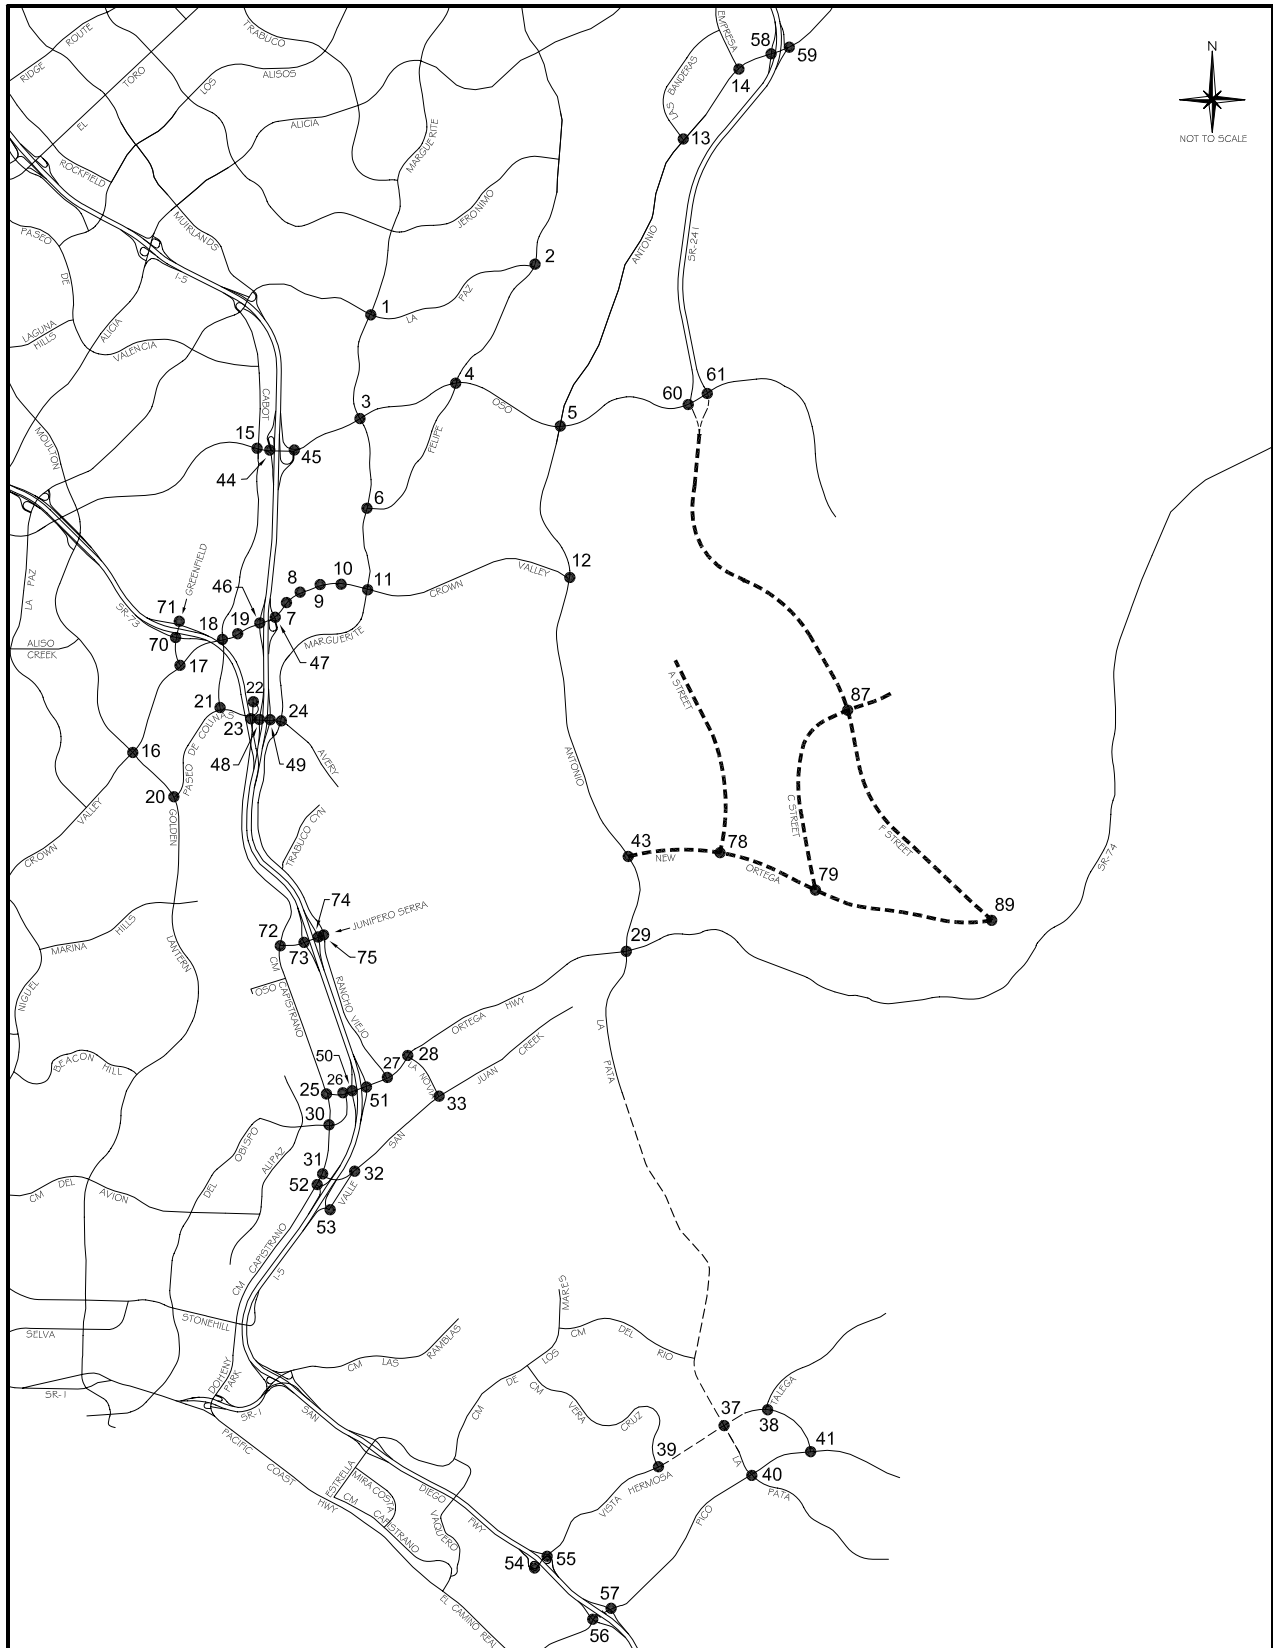 TRABUCO
EMPRESA
58
59
RIDGE ROUTE
N
EL TORO
LOS ALISOS
14
LAS BANDERAS
NOT TO SCALE
ALICIA
MARGUERITE
13
ROCKFIELD
JERONIMO
MUIRLANDS
PASEO DE VALENCIA
ANTONIO
SR-241
2
I-5
1
LA PAZ
LAGUNA
HILLS
ALICIA
4
61
60
CABOT
3
OSO
5
FELIPE
MOULTON
15
45
44
6
12
VALLEY
CROWN
GREENFIELD
46
8
10
11
9
LA PAZ
SR-73
71
18
19
7
70
MARGUERITE
ALISO
CREEK
47
17
A STREET
22
87
21
PASEO DE COLINAS
23
24
48
49
AVERY
16
ANTONIO
20
CROWN VALLEY
GOLDEN LANTERN
TRABUCO CYN
C STREET
F STREET
43
NEW ORTEGA
78
79
SR-74
74
JUNIPERO SERRA
89
MARINA HILLS
72
73
75
29
CM CAPISTRANO
OSO
RANCHO VIEJO
NIGUEL
ORTEGA HWY
LA PATA
BEACON HILL
50
27
28
JUAN CREEK
LA NOVIA
25
26
51
33
30
DEL OBISPO
ALIPAZ
SAN
31
32
52
VALLE
53
CM DEL AVION
CM CAPISTRANO
I-5
MARES
STONEHILL
SELVA
CM LAS RAMBLAS
CM DEL RIO
DOHENY
PARK
CM DE LOS
SR-1
SR-1
SAN DIEGO FWY
CM VERA CRUZ
TALEGA
37
38
39
41
PACIFIC COAST HWY
ESTRELLA
MIRA COSTA
CM CAPISTRANO
VAQUERO
VISTA HERMOSA
LA PATA
40
PICO
54
55
57
56
EL CAMINO REAL